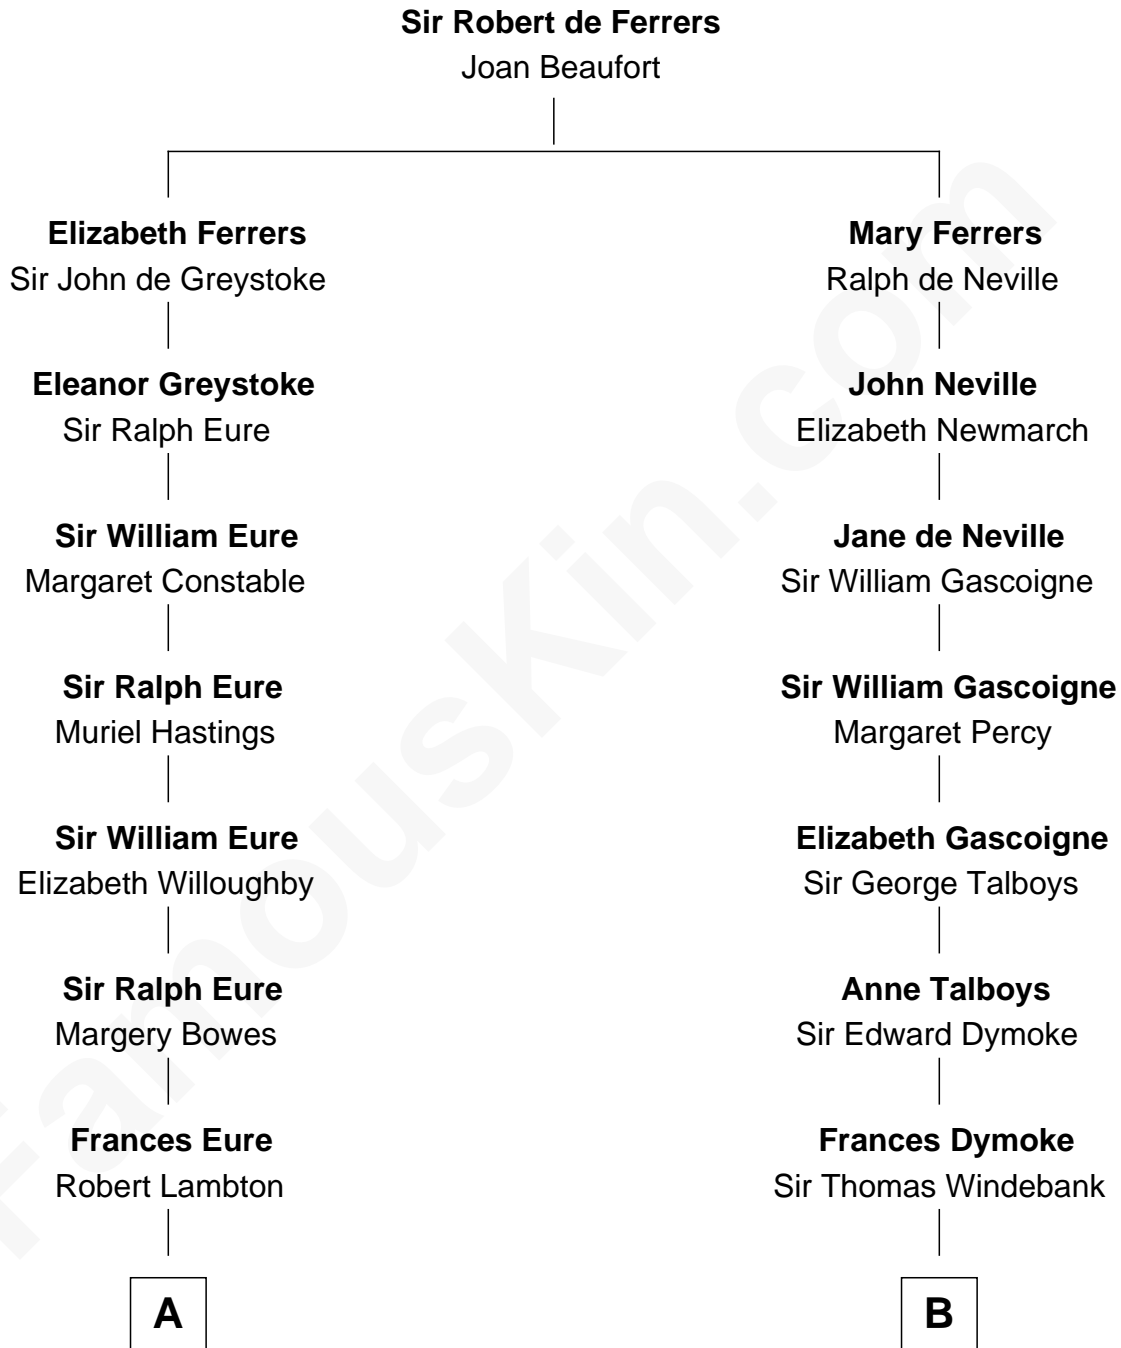 Sir Robert de Ferrers
Joan Beaufort
Elizabeth Ferrers
Sir John de Greystoke
Mary Ferrers
Ralph de Neville
Eleanor Greystoke
Sir Ralph Eure
John Neville
Elizabeth Newmarch
Sir William Eure
Margaret Constable
Jane de Neville
Sir William Gascoigne
Sir Ralph Eure
Muriel Hastings
Sir William Gascoigne
Margaret Percy
Sir William Eure
Elizabeth Willoughby
Elizabeth Gascoigne
Sir George Talboys
Sir Ralph Eure
Margery Bowes
Anne Talboys
Sir Edward Dymoke
Frances Eure
Robert Lambton
Frances Dymoke
Sir Thomas Windebank
A
B
FamousKin.com